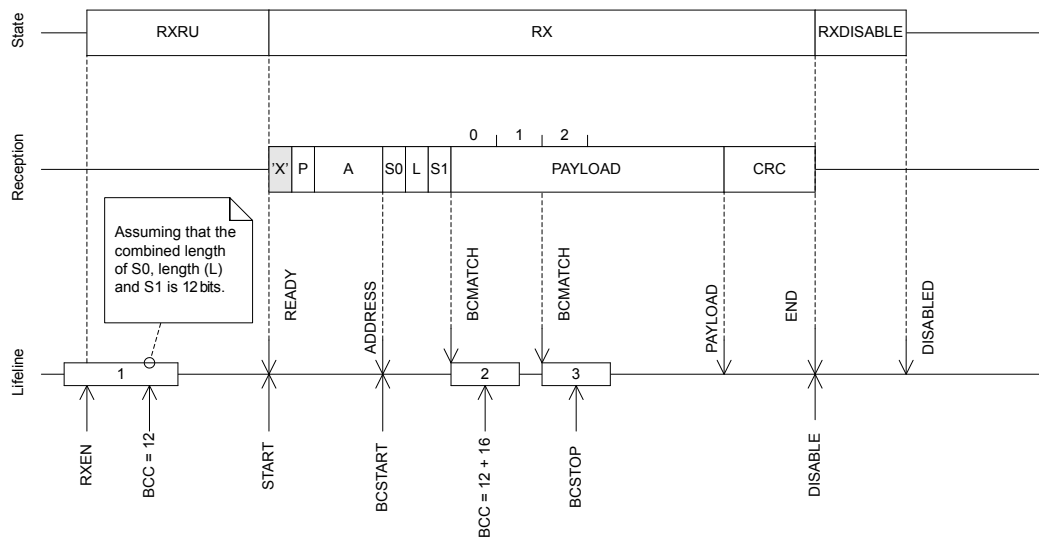 State
RXRU
RX
RXDISABLE
Reception
0
1
2
'X'
P
A
S0
L
S1
PAYLOAD
CRC
Assuming that the
combined length
of S0, length (L)
and S1 is 12 bits.
READY
ADDRESS
BCMATCH
BCMATCH
PAYLOAD
END
DISABLED
Lifeline
1
2
3
RXEN
BCC = 12
START
BCSTART
BCC = 12 + 16
BCSTOP
DISABLE